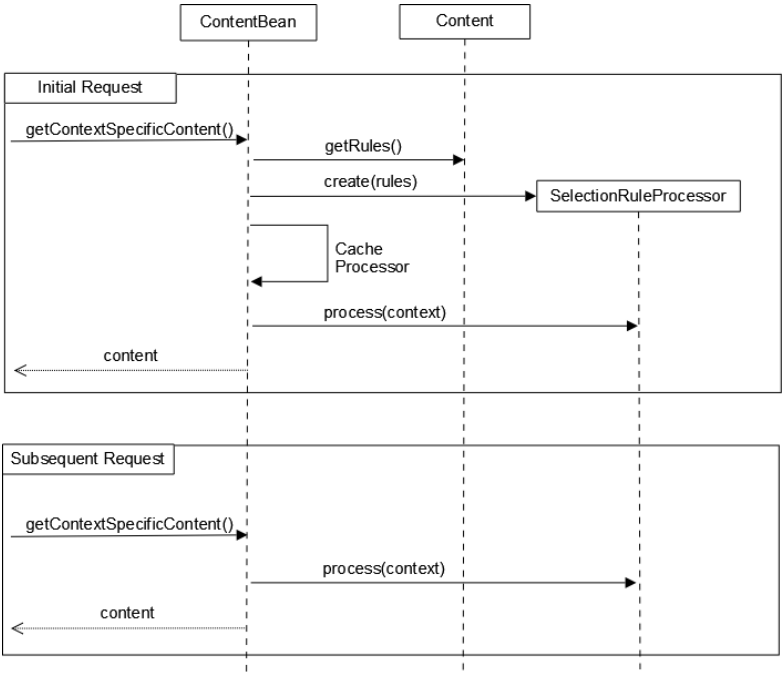 ContentBean
Content
Initial Request
getContextSpecificContent()
getRules()
create(rules)
SelectionRuleProcessor
Cache
Processor
process(context)
content
Subsequent Request
getContextSpecificContent()
process(context)
content